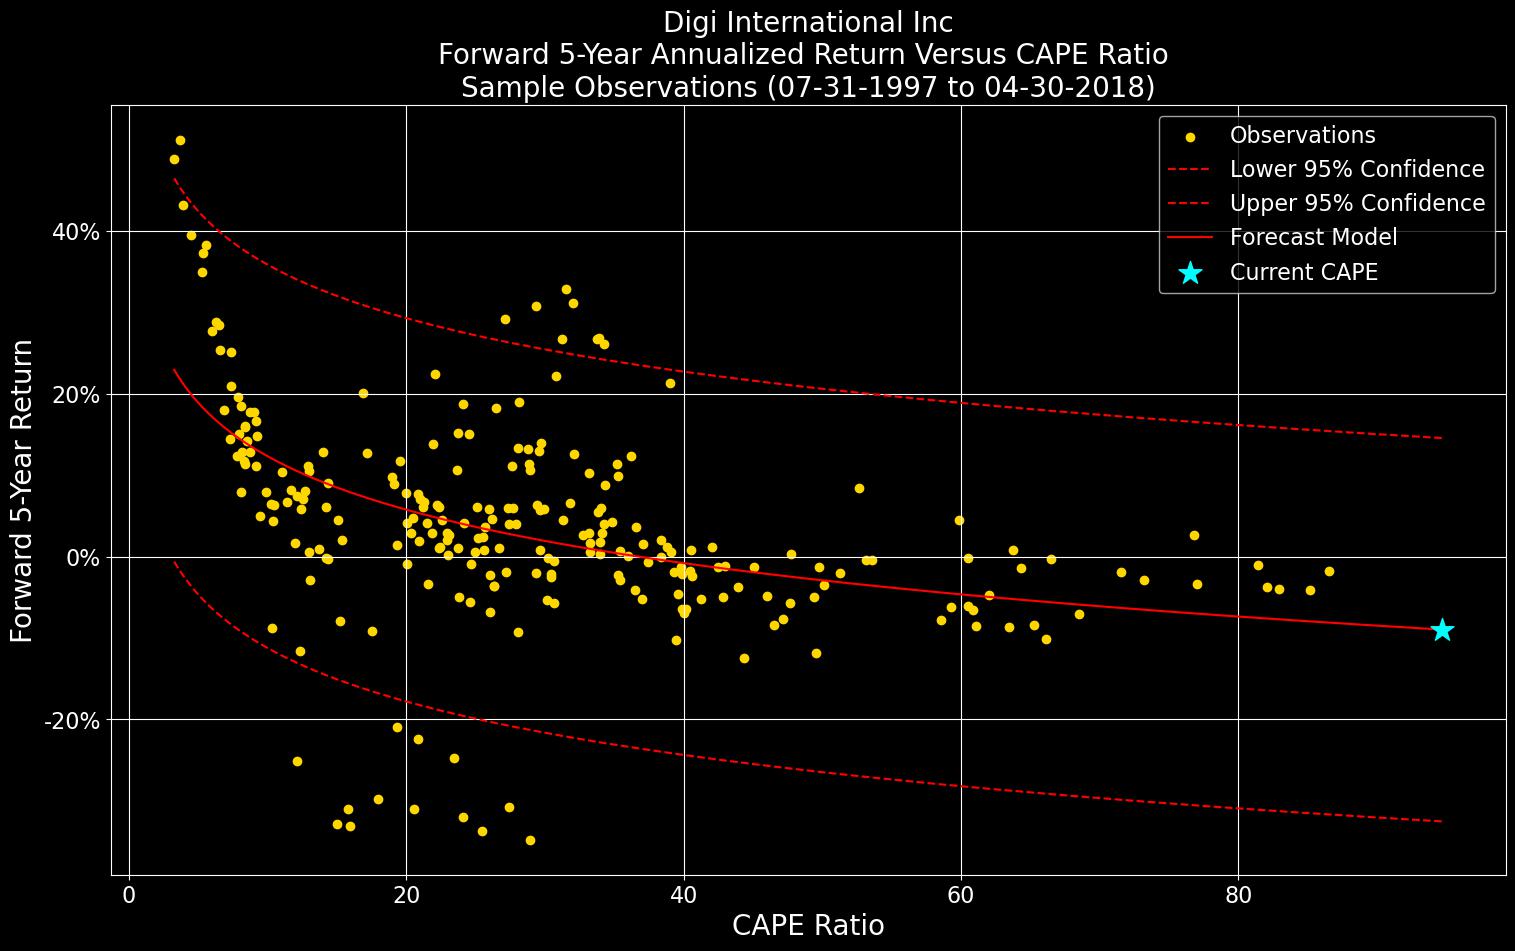 Digi International Inc
Forward 5-Year Annualized Return Versus CAPE Ratio
Sample Observations (07-31-1997 to 04-30-2018)
Observations
Lower 95% Confidence
Upper 95% Confidence
Forecast Model
Current CAPE
Forward 5-Year Return
40%
20%
0%
-20%
0 20 40 60 80
CAPE Ratio